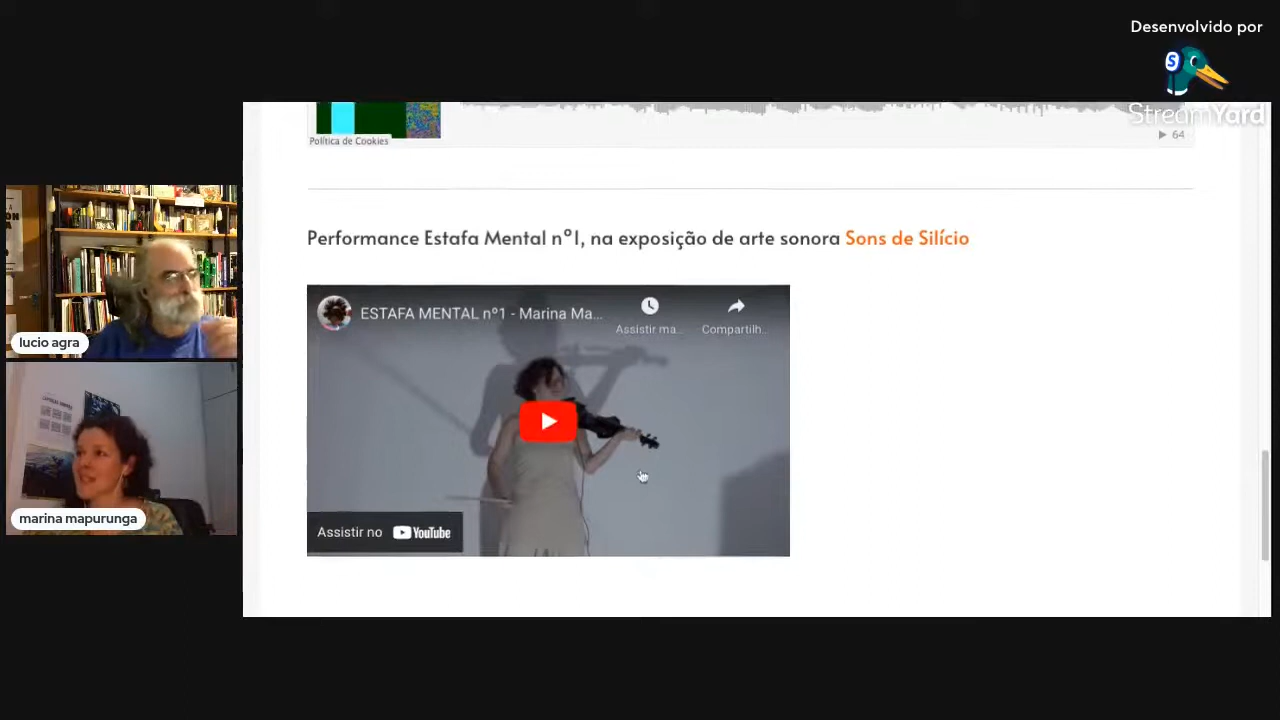 Desenvolvido por
S
StreamYard
Política de Cookies
64
Performance Estafa Mental nº1, na exposição de arte sonora Sons de Silício
ESTAFA MENTAL nº1 - Marina Ma...
Assistir ma...
Compartilh...
Assistir no YouTube
lucio agra
marina mapurunga